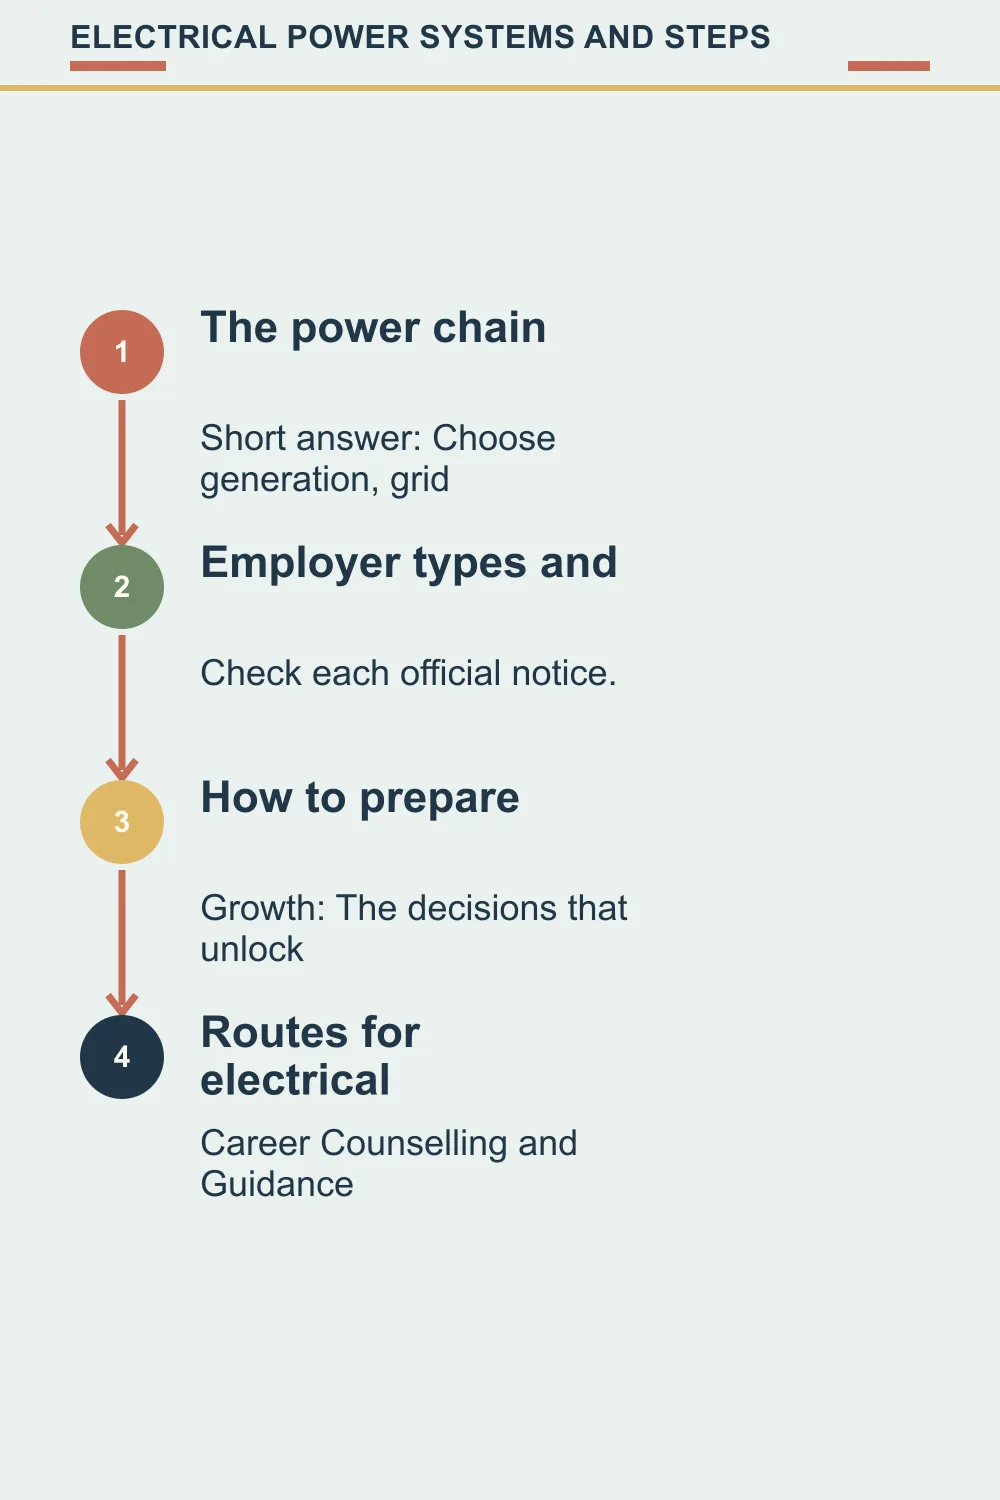 ELECTRICAL POWER SYSTEMS AND STEPS
1
The power chain
Short answer: Choose
generation, grid
2
Employer types and
Check each official notice.
3
How to prepare
Growth: The decisions that
unlock
4
Routes for
electrical
Career Counselling and
Guidance